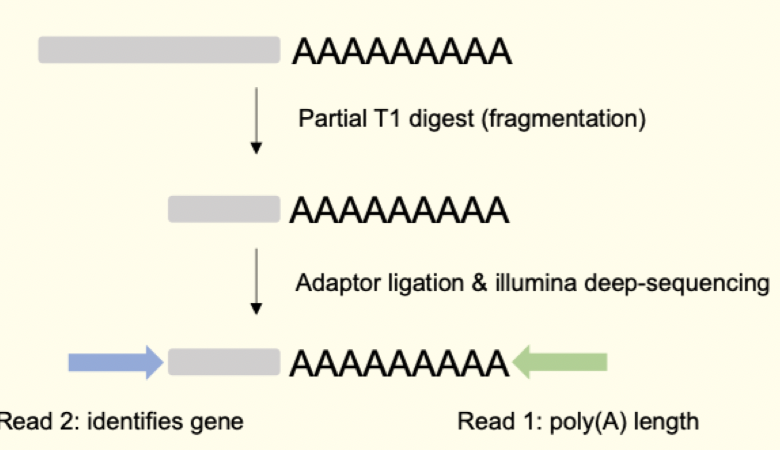 AAAAAAAAA
Partial T1 digest (fragmentation)
AAAAAAAAA
Adaptor ligation & illumina deep-sequencing
AAAAAAAAA
Read 2: identifies gene
Read 1: poly(A) length